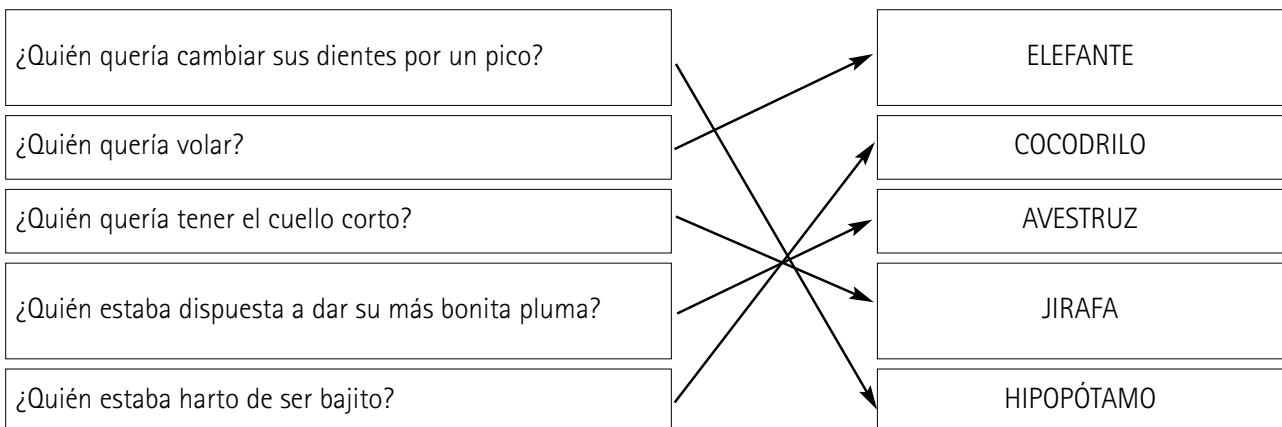 ¿Quién quería cambiar sus dientes por un pico?
ELEFANTE
¿Quién quería volar?
COCODRILO
¿Quién quería tener el cuello corto?
AVESTRUZ
¿Quién estaba dispuesta a dar su más bonita pluma?
JIRAFA
¿Quién estaba harto de ser bajito?
HIPOPÓTAMO